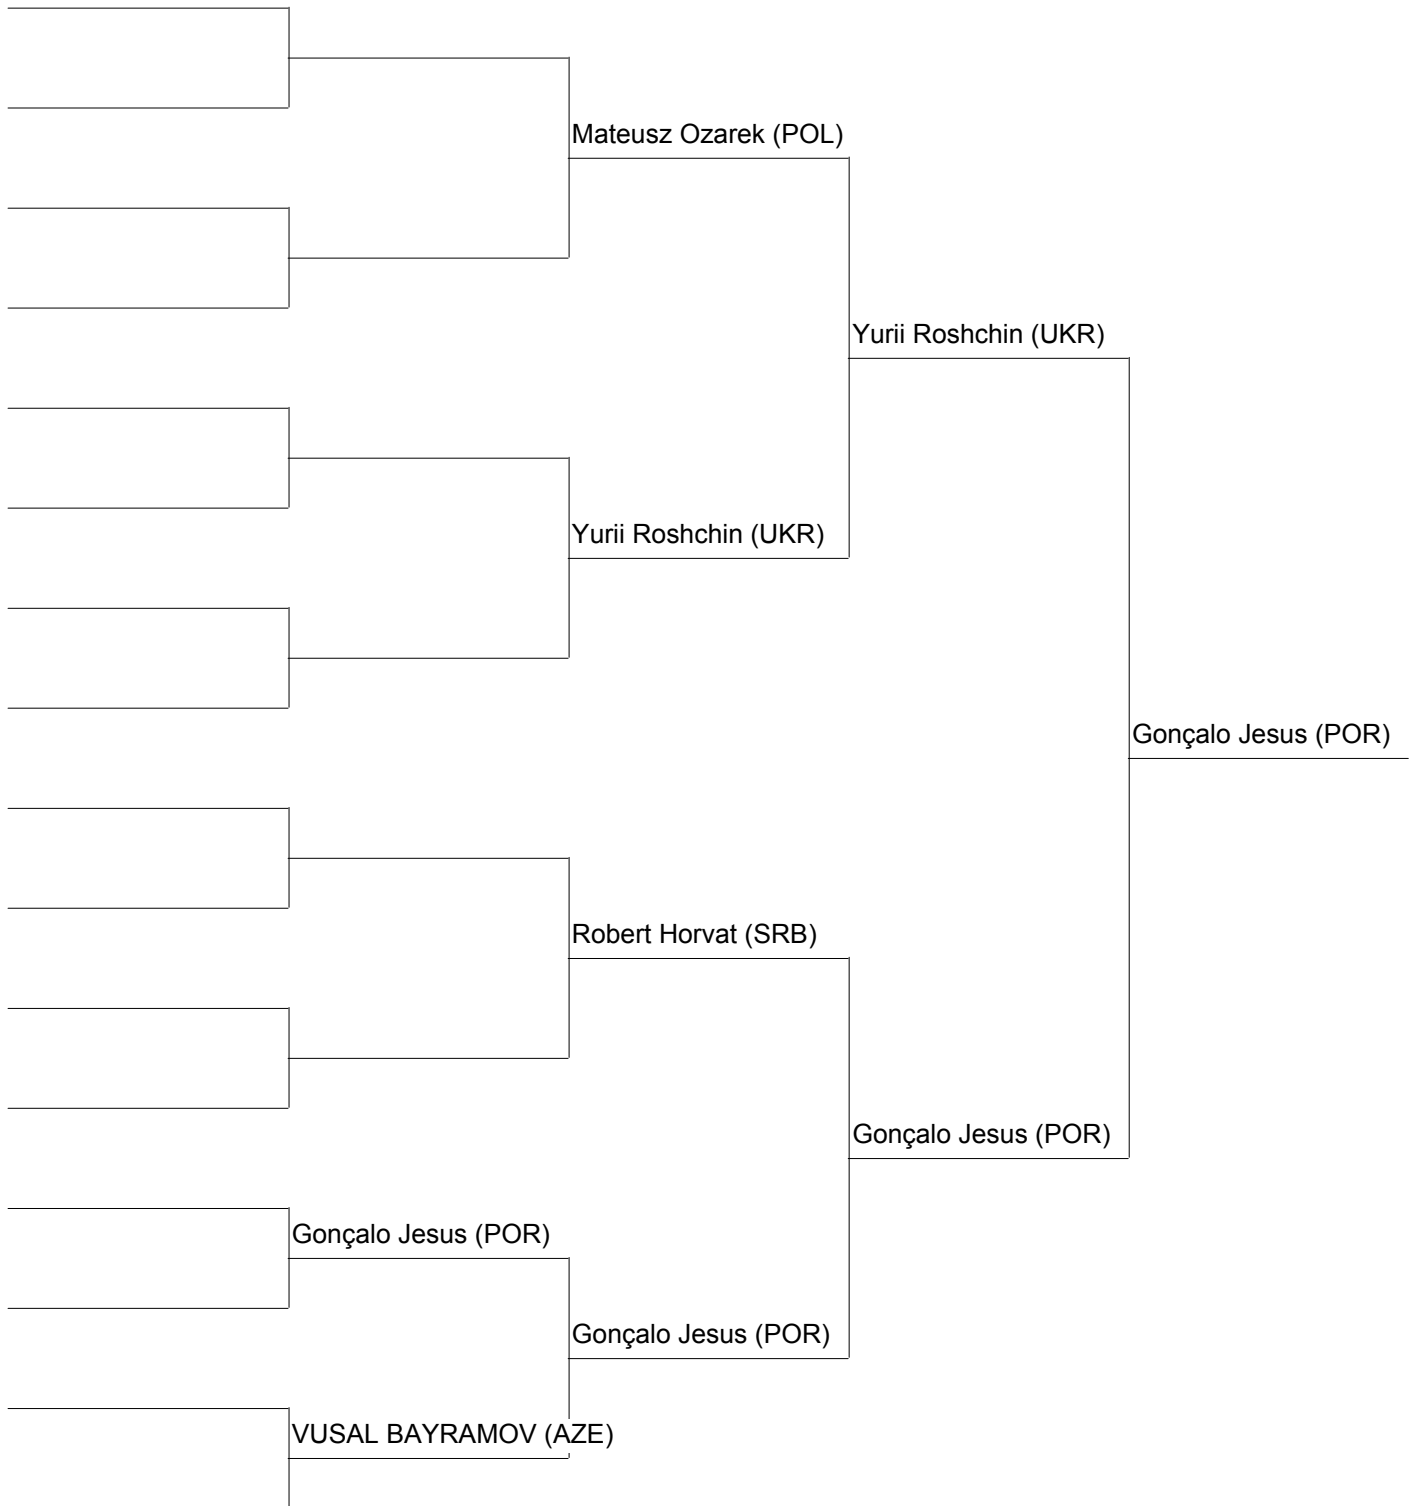 Mateusz Ozarek (POL)
Yurii Roshchin (UKR)
Yurii Roshchin (UKR)
Gonçalo Jesus (POR)
Robert Horvat (SRB)
Gonçalo Jesus (POR)
Gonçalo Jesus (POR)
Gonçalo Jesus (POR)
VUSAL BAYRAMOV (AZE)